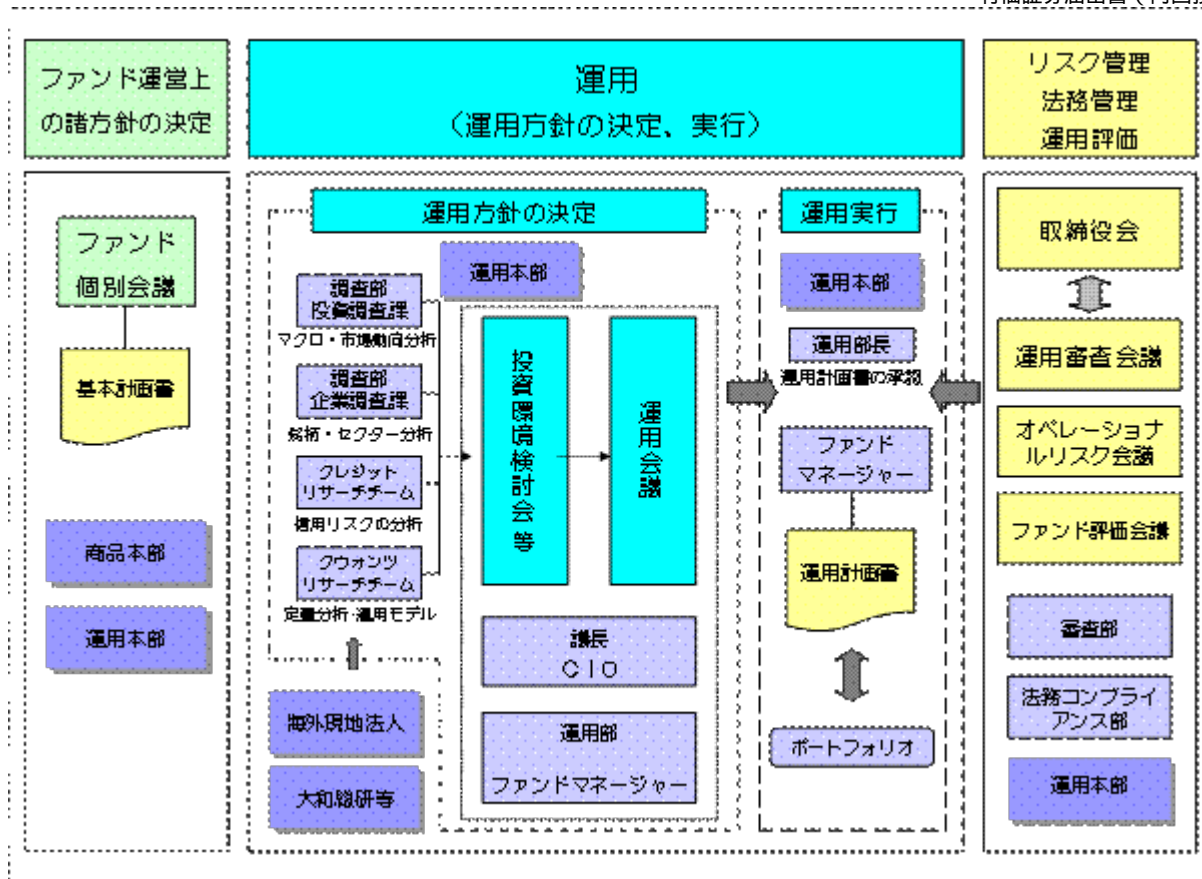 ファンド運営上
の諸方針の決定
運用
(運用方針の決定、実行)
リスク管理
法務管理
運用評価
ファンド
個別会議
基本計画書
商品本部
運用本部
運用方針の決定
運用本部
調査部
投資調査課
マクロ・市場動向分析
調査部
企業調査課
銘柄・セクター分析
クレジット
リサーチチーム
信用リスクの分析
クウォンツ
リサーチチーム
定量分析・運用モデル
海外現地法人
大和総研等
投資環境検討会等
運用会議
議長
CIO
運用部
ファンドマネージャー
運用実行
運用本部
運用部長
運用計画書の承認
ファンド
マネージャー
運用計画書
ポートフォリオ
取締役会
運用審査会議
オペレーショナ
ルリスク会議
ファンド評価会議
審査部
法務コンプライ
アンス部
運用本部